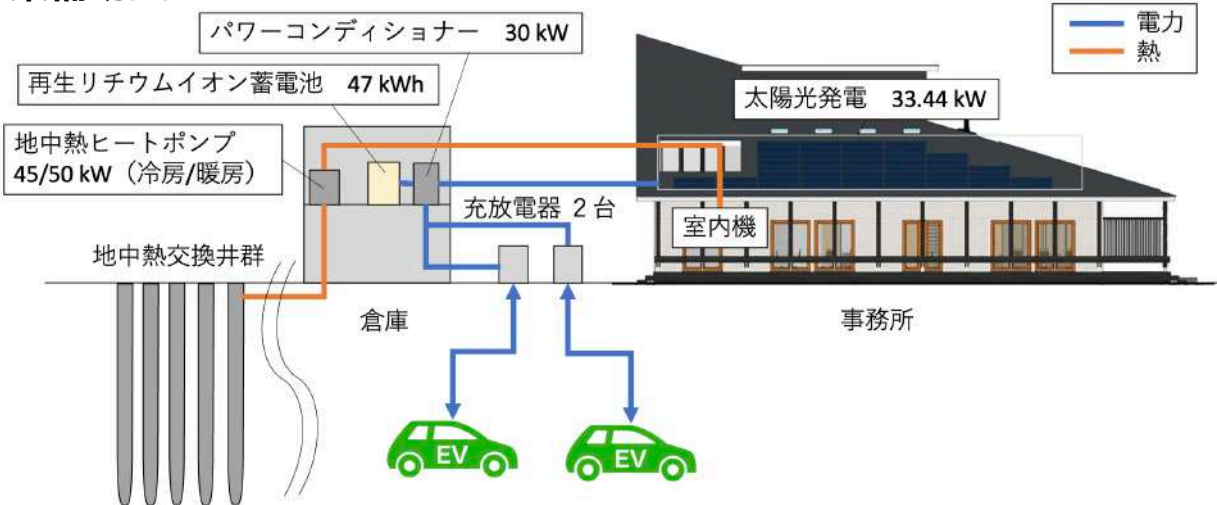 パワーコンディショナー 30 kW
電力
熱
再生リチウムイオン蓄電池 47 kWh
太陽光発電 33.44 kW
地中熱ヒートポンプ
45/50 kW（冷房/暖房）
充放電器 2台
室内機
地中熱交換井群
倉庫
事務所
EV
EV